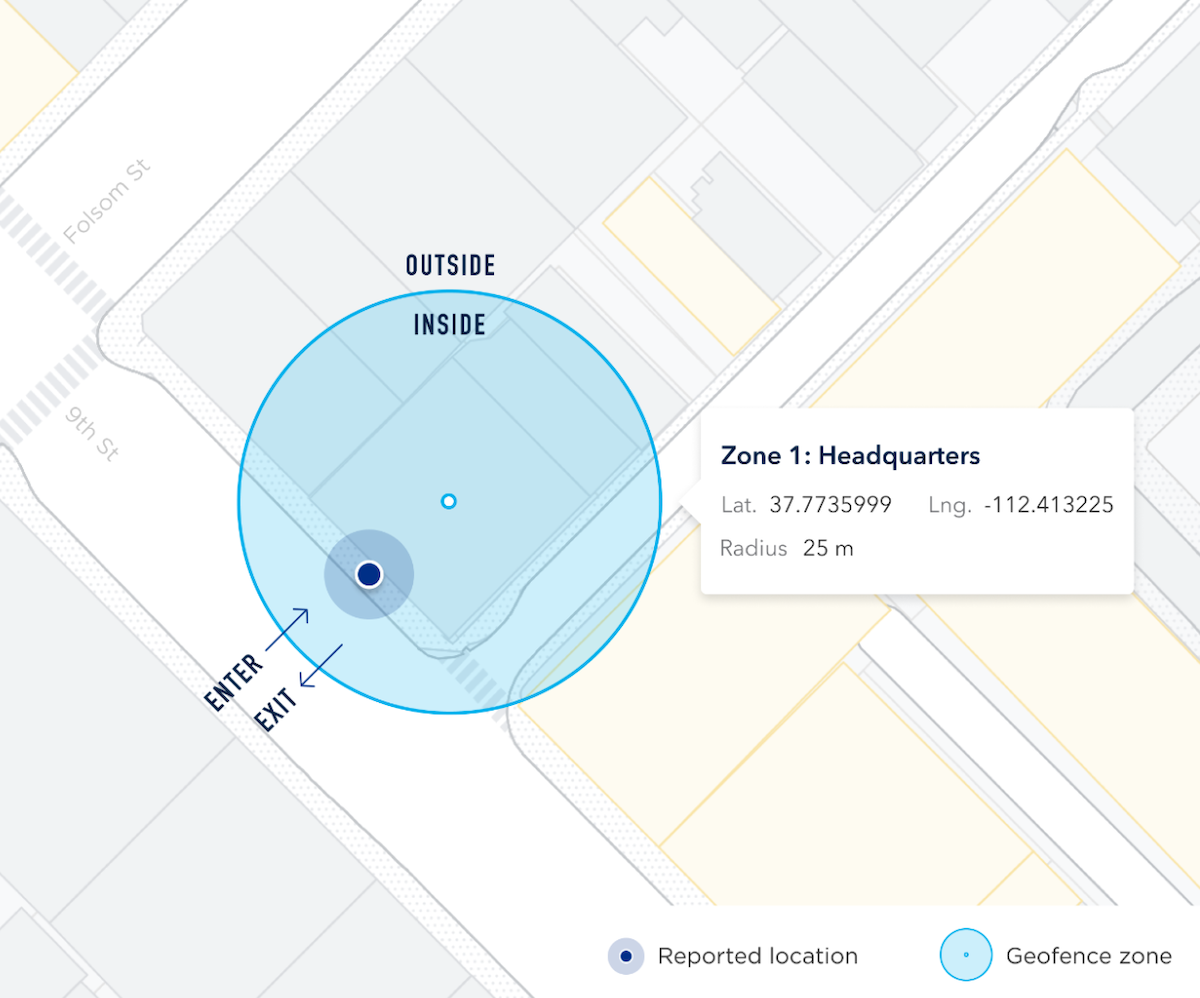 Folsom St
9th St
OUTSIDE
INSIDE
Zone 1: Headquarters
Lat. 37.7735999 Lng. -112.413225
Radius 25 m
ENTER
EXIT
Reported location
Geofence zone